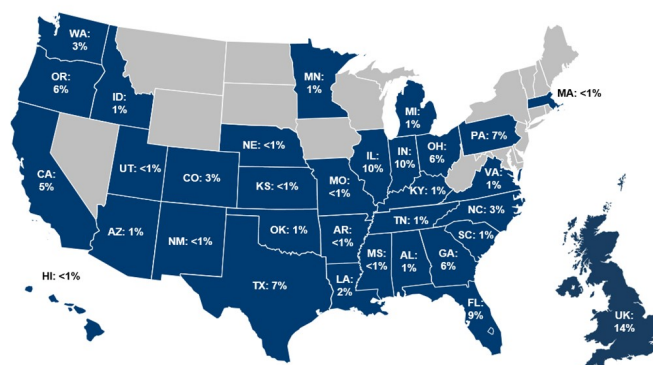 WA:
3%
OR:
6%
ID:
1%
MN:
1%
MI:
1%
MA: <1%
PA: 7%
NE: <1%
IL:
10%
IN:
10%
OH:
6%
VA:
1%
CA:
5%
UT: <1%
CO: 3%
KS: <1%
MO:
<1%
KY: 1%
NC: 3%
AZ: 1%
NM: <1%
OK: 1%
AR:
<1%
TN: 1%
SC: 1%
MS:
<1%
AL:
1%
GA:
6%
HI: <1%
TX: 7%
LA:
2%
FL:
9%
UK:
14%